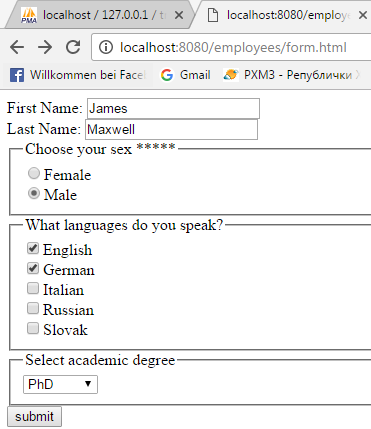 PMA localhost / 127.0.0.1 / t
localhost:8080/employe
localhost:8080/employees/form.html
Willkommen bei Facel
Gmail
РХМЗ - Републички Х
First Name: James
Last Name: Maxwell
Choose your sex *****
Female
Male
What languages do you speak?
English
German
Italian
Russian
Slovak
Select academic degree
PhD
submit